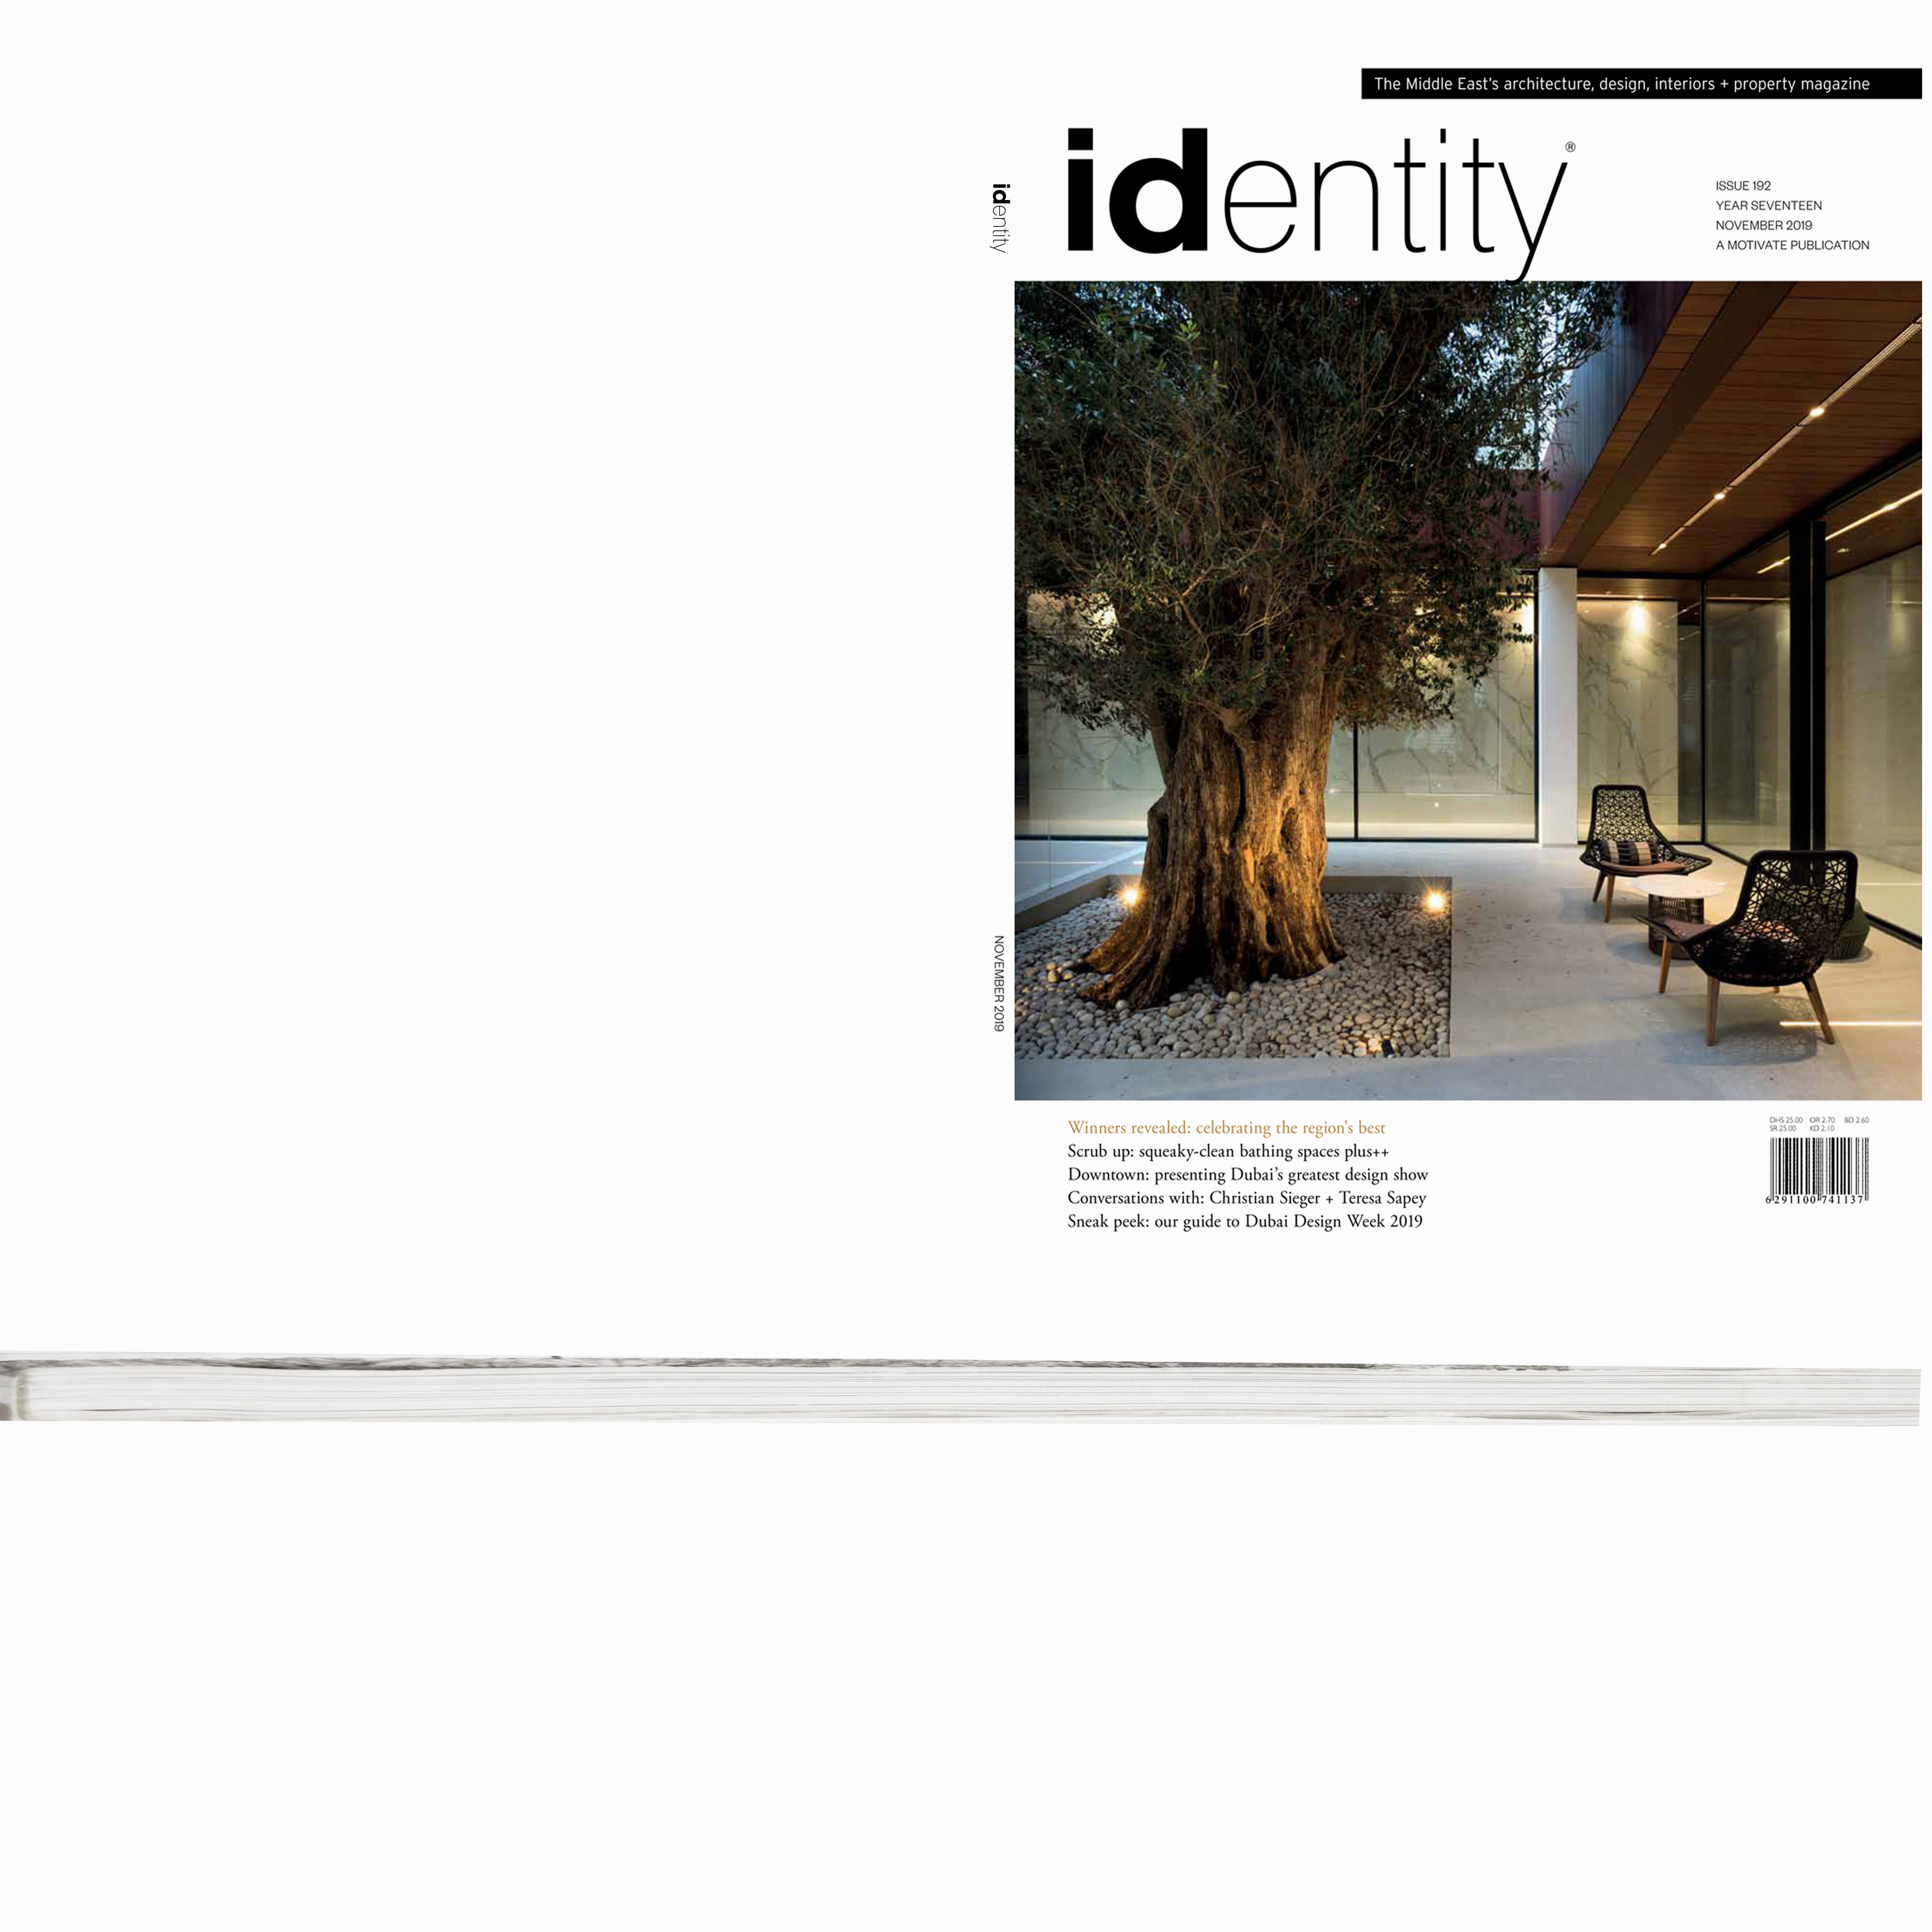 The Middle East's architecture, design, interiors + property magazine
identity®
ISSUE 192
YEAR SEVENTEEN
NOVEMBER 2019
A MOTIVATE PUBLICATION
identity
NOVEMBER 2019
Winners revealed: celebrating the region's best
Scrub up: squeaky-clean bathing spaces plus++
Downtown: presenting Dubai's greatest design show
Conversations with: Christian Sieger + Teresa Sapey
Sneak peek: our guide to Dubai Design Week 2019
DHS 25.00 OR 2.70 BD 2.60
SR 25.00 KD 2.10
6 291100 741137